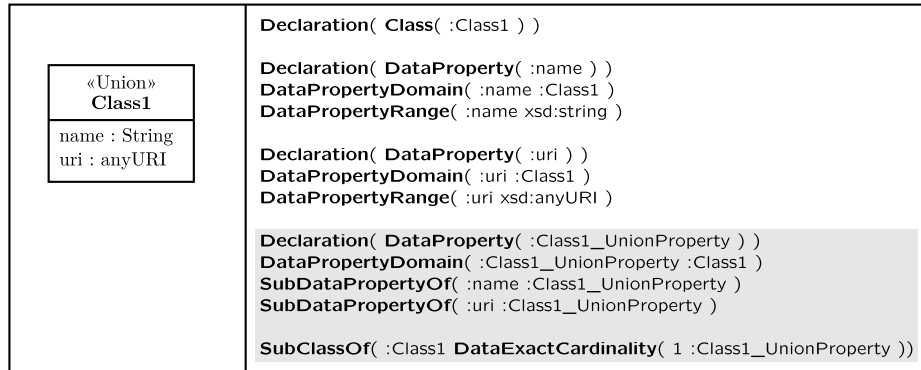 «Union»
Class1
name : String
uri : anyURI
Declaration( Class( :Class1 ) )
Declaration( DataProperty( :name ) )
DataPropertyDomain( :name :Class1 )
DataPropertyRange( :name xsd:string )
Declaration( DataProperty( :uri ) )
DataPropertyDomain( :uri :Class1 )
DataPropertyRange( :uri xsd:anyURI )
Declaration( DataProperty( :Class1_UnionProperty ) )
DataPropertyDomain( :Class1_UnionProperty :Class1 )
SubDataPropertyOf( :name :Class1_UnionProperty )
SubDataPropertyOf( :uri :Class1_UnionProperty )
SubClassOf( :Class1 DataExactCardinality( 1 :Class1_UnionProperty ))